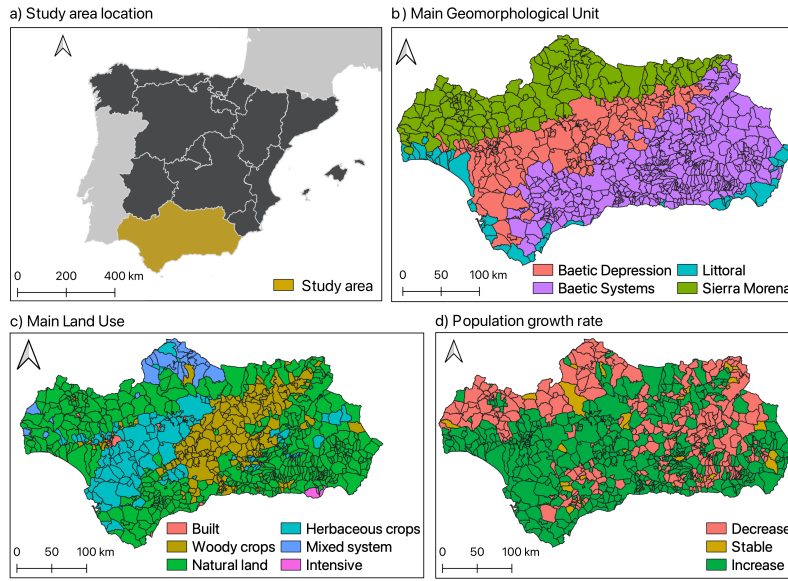 a) Study area location
0 200 400 km
Study area
b) Main Geomorphological Unit
0 50 100 km
Baetic Depression
Littoral
Baetic Systems
Sierra Morena
c) Main Land Use
Built
Herbaceous crops
Woody crops
Mixed system
Natural land
Intensive
0 50 100 km
d) Population growth rate
0 50 100 km
Decrease
Stable
Increase